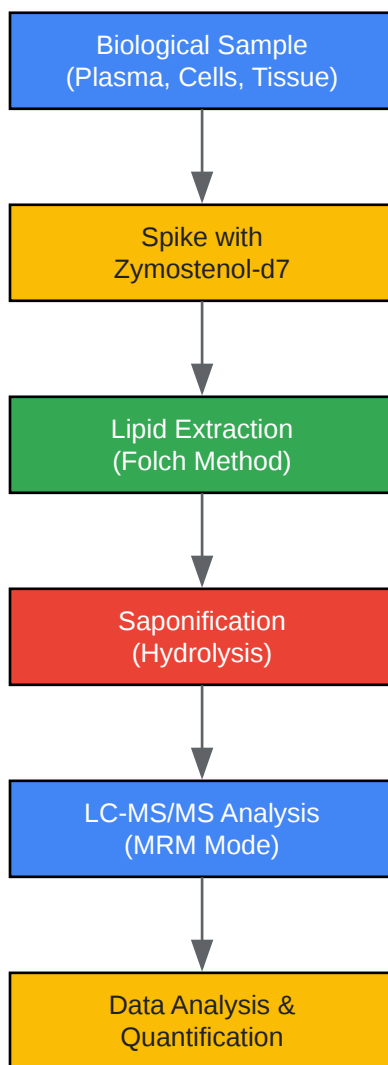 Biological Sample
(Plasma, Cells, Tissue)
Spike with
Zymostenol-d7
Lipid Extraction
(Folch Method)
Saponification
(Hydrolysis)
LC-MS/MS Analysis
(MRM Mode)
Data Analysis &
Quantification